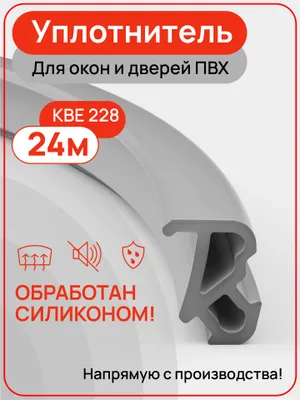 Уплотнитель
Для окон и дверей ПВХ
KBE 228
24м
ОБРАБОТАН
СИЛИКОНОМ!
Напрямую с производства!